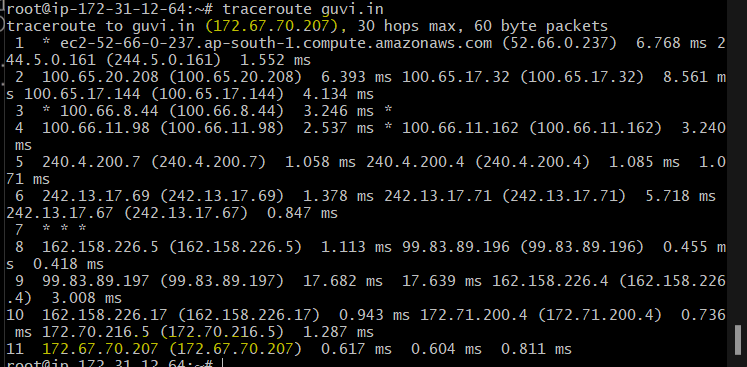 root@ip-172-31-12-64:~# traceroute guvi.in
traceroute to guvi.in (172.67.70.207), 30 hops max, 60 byte packets
 1  * ec2-52-66-0-237.ap-south-1.compute.amazonaws.com (52.66.0.237)  6.768 ms 2
44.5.0.161 (244.5.0.161)  1.552 ms
 2  100.65.20.208 (100.65.20.208)  6.393 ms 100.65.17.32 (100.65.17.32)  8.561 m
s 100.65.17.144 (100.65.17.144)  4.134 ms
 3  * 100.66.8.44 (100.66.8.44)  3.246 ms *
 4  100.66.11.98 (100.66.11.98)  2.537 ms * 100.66.11.162 (100.66.11.162)  3.240
 ms
 5  240.4.200.7 (240.4.200.7)  1.058 ms 240.4.200.4 (240.4.200.4)  1.085 ms  1.0
71 ms
 6  242.13.17.69 (242.13.17.69)  1.378 ms 242.13.17.71 (242.13.17.71)  5.718 ms
242.13.17.67 (242.13.17.67)  0.847 ms
 7  * * *
 8  162.158.226.5 (162.158.226.5)  1.113 ms 99.83.89.196 (99.83.89.196)  0.455 m
s  0.418 ms
 9  99.83.89.197 (99.83.89.197)  17.682 ms  17.639 ms 162.158.226.4 (162.158.226
.4)  3.008 ms
10  162.158.226.17 (162.158.226.17)  0.943 ms 172.71.200.4 (172.71.200.4)  0.736
 ms 172.70.216.5 (172.70.216.5)  1.287 ms
11  172.67.70.207 (172.67.70.207)  0.617 ms  0.604 ms  0.811 ms
root@ip-172-31-12-64:~#